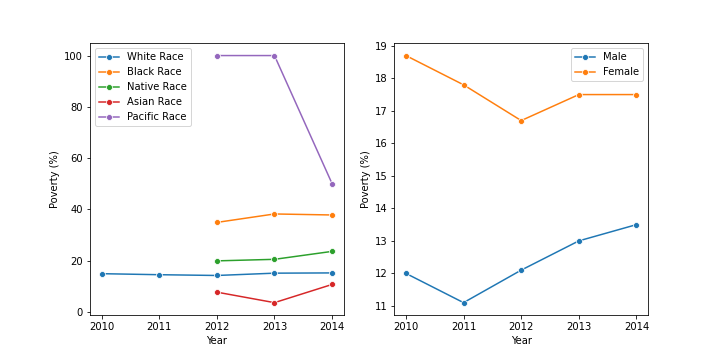 White Race
Black Race
Native Race
Asian Race
Pacific Race
Poverty (%)
100
80
60
40
20
0
2010 2011 2012 2013 2014
Year
Male
Female
Poverty (%)
19
18
17
16
15
14
13
12
11
2010 2011 2012 2013 2014
Year